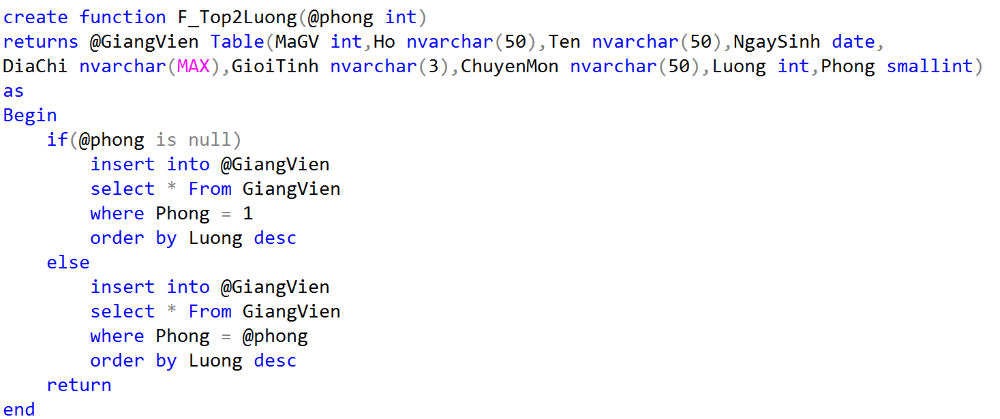 create function F_Top2Luong(@phong int)
returns @GiangVien Table(MaGV int,Ho nvarchar(50),Ten nvarchar(50),NgaySinh date,
DiaChi nvarchar(MAX),GioiTinh nvarchar(3),ChuyenMon nvarchar(50),Luong int,Phong smallint)
as
Begin
if(@phong is null)
insert into @GiangVien
select * From GiangVien
where Phong = 1
order by Luong desc
else
insert into @GiangVien
select * From GiangVien
where Phong = @phong
order by Luong desc
return
end